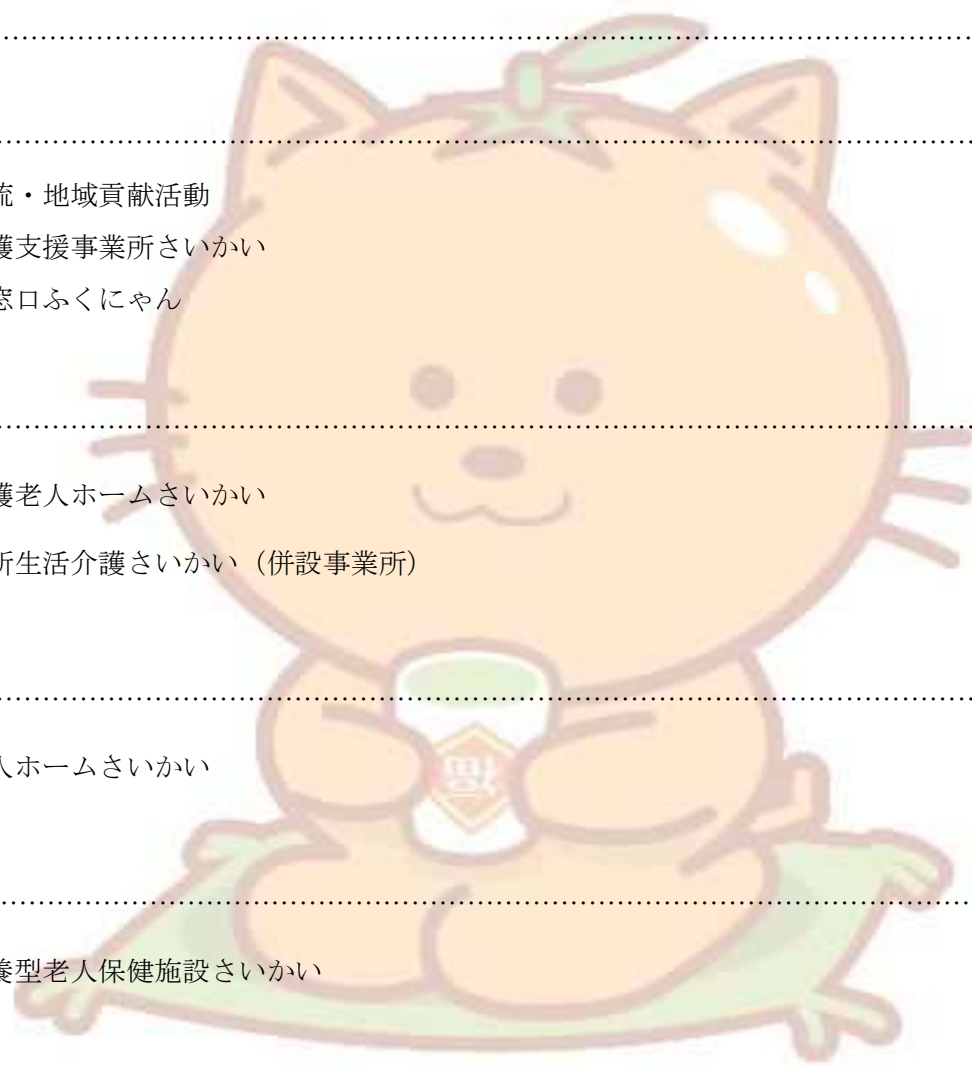 流・地域貢献活動
護支援事業所さいかい
窓口ふくにゃん
護老人ホームさいかい
所生活介護さいかい（併設事業所）
福
人ホームさいかい
養型老人保健施設さいかい